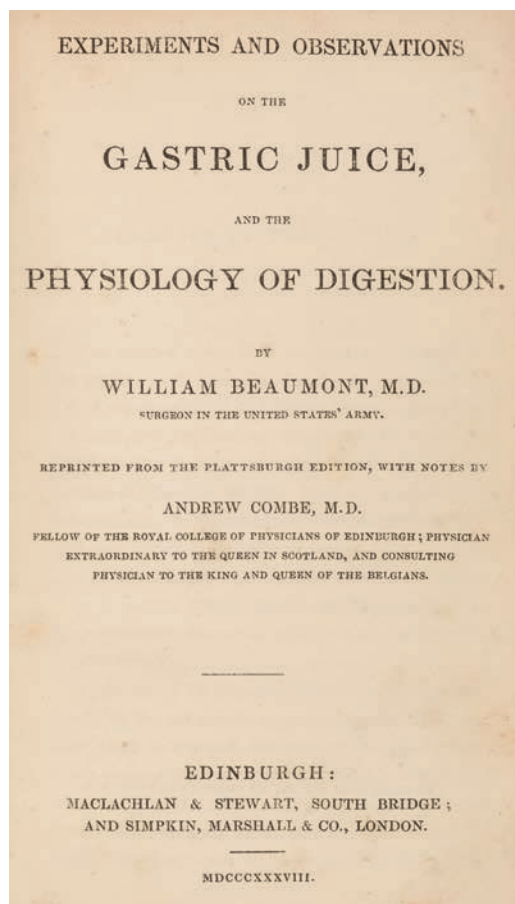 EXPERIMENTS AND OBSERVATIONS
ON THE
GASTRIC JUICE,
AND THE
PHYSIOLOGY OF DIGESTION.
BY
WILLIAM BEAUMONT, M.D.
SURGEON IN THE UNITED STATES' ARMY.
REPRINTED FROM THE PLATTSBURGH EDITION, WITH NOTES BY
ANDREW COMBE, M.D.
FELLOW OF THE ROYAL COLLEGE OF PHYSICIANS OF EDINBURGH; PHYSICIAN
EXTRAORDINARY TO THE QUEEN IN SCOTLAND, AND CONSULTING
PHYSICIAN TO THE KING AND QUEEN OF THE BELGIANS.
EDINBURGH:
MACLACHLAN & STEWART, SOUTH BRIDGE;
AND SIMPKIN, MARSHALL & CO., LONDON.
MDCCCXXXVIII.